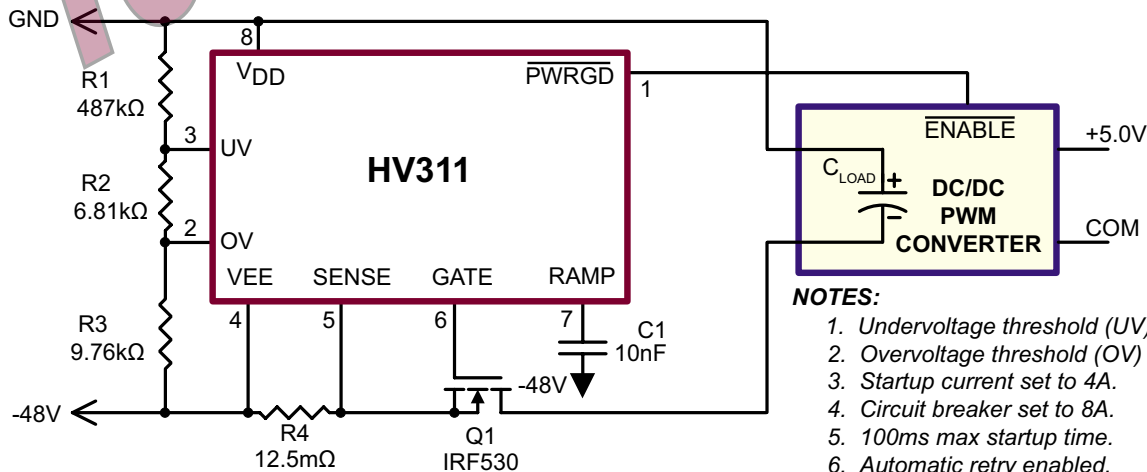 GND
8
VDD
PWRGD
1
R1
487kΩ
3
UV
HV311
ENABLE
+5.0V
CLOAD
+
-
DC/DC
PWM
CONVERTER
COM
R2
6.81kΩ
2
OV
VEE
SENSE
GATE
RAMP
4
5
6
7
C1
10nF
R3
9.76kΩ
-48V
-48V
R4
12.5mΩ
Q1
IRF530
NOTES:
1. Undervoltage threshold (UV)
2. Overvoltage threshold (OV)
3. Startup current set to 4A.
4. Circuit breaker set to 8A.
5. 100ms max startup time.
6. Automatic retry enabled.